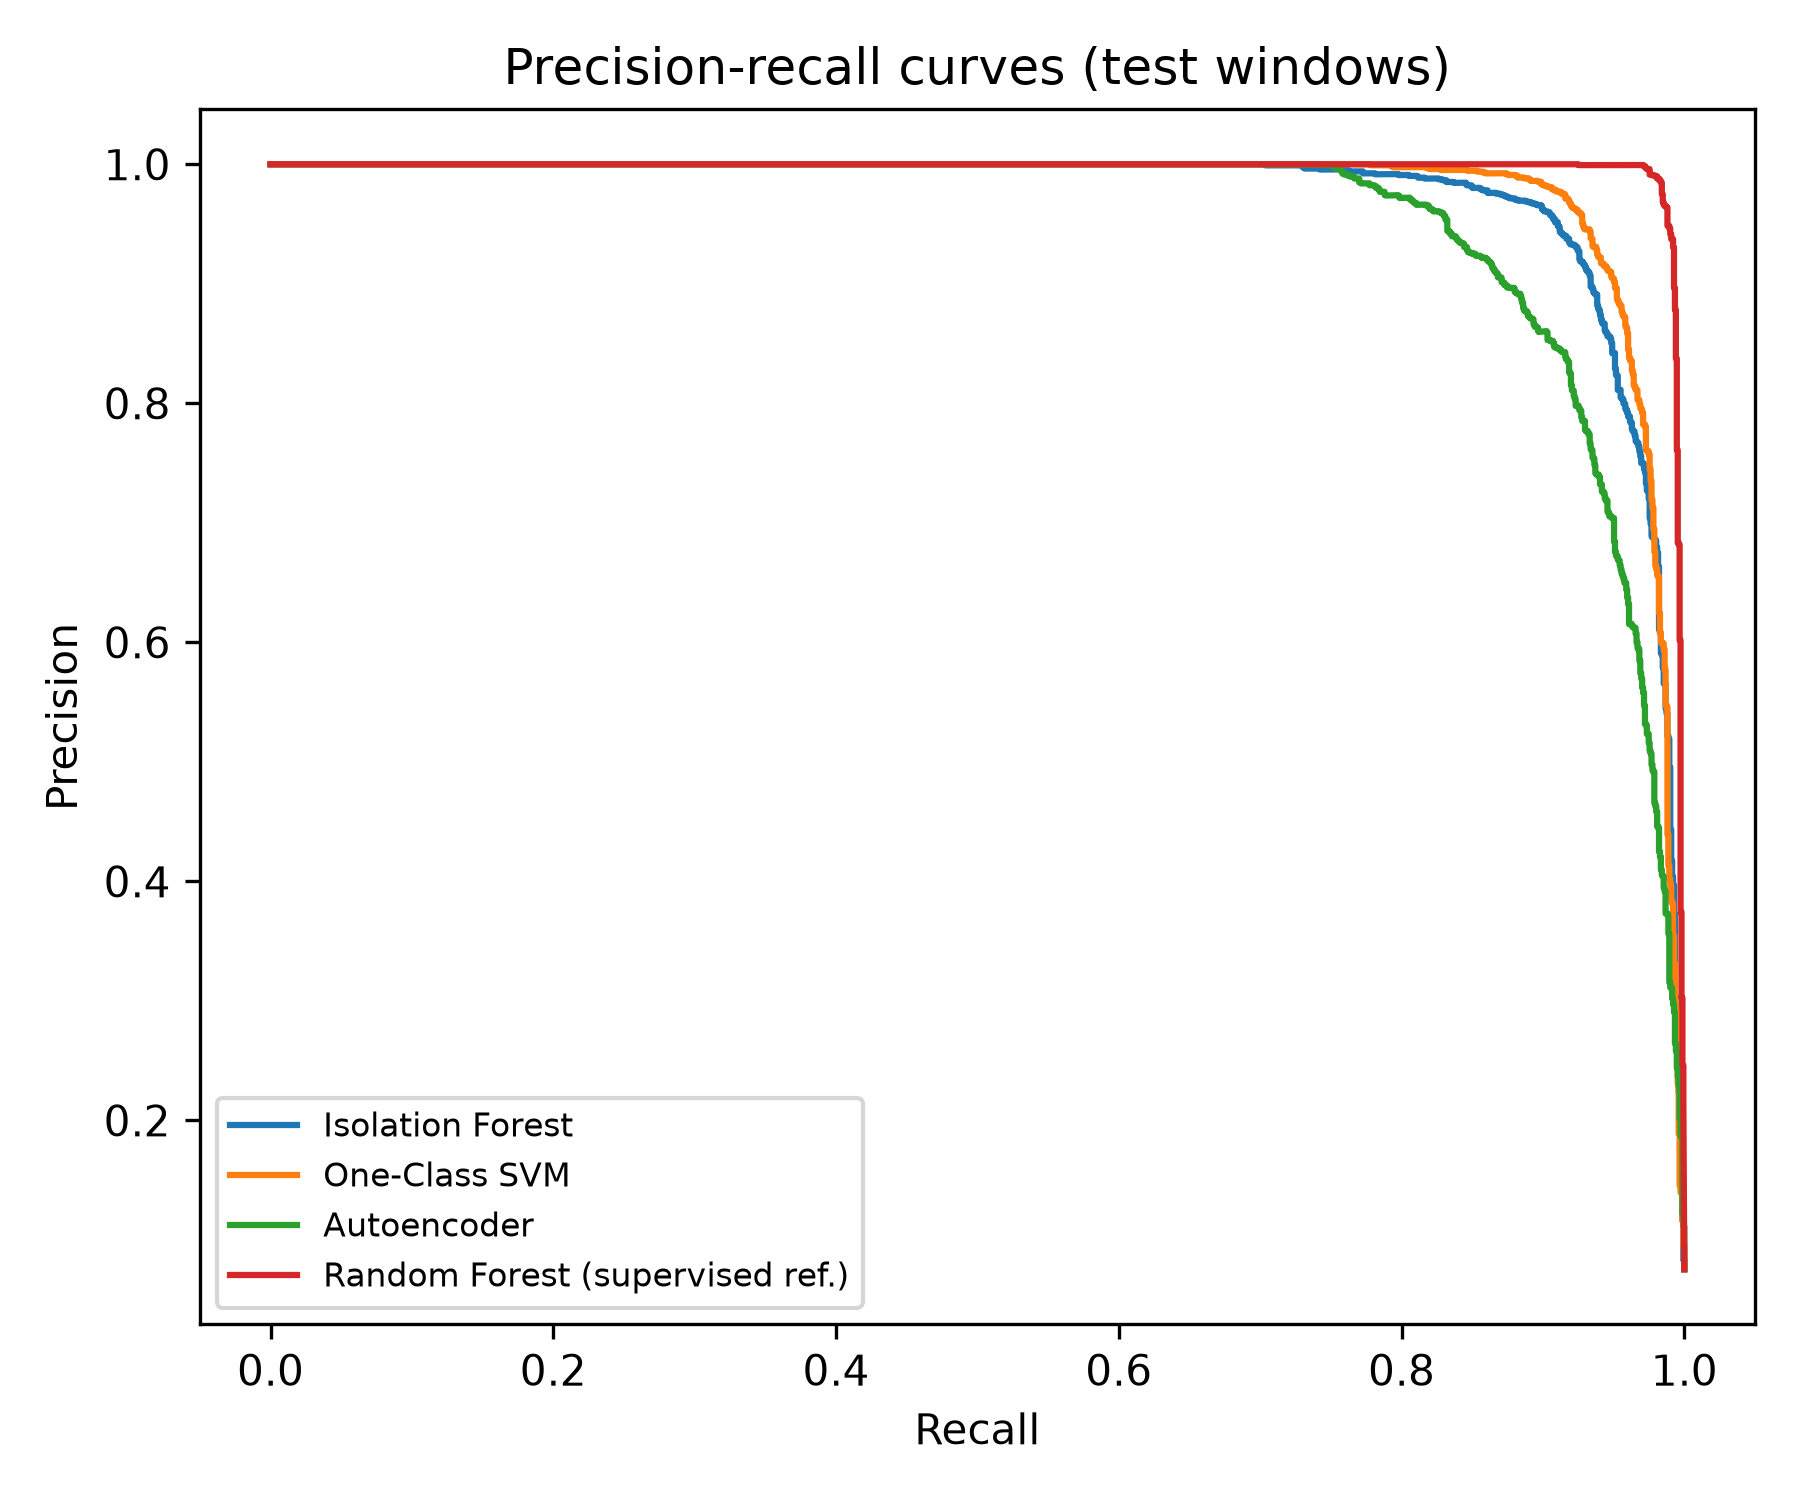 Precision-recall curves (test windows)
1.0
0.8
0.6
0.4
0.2
Precision
Isolation Forest
One-Class SVM
Autoencoder
Random Forest (supervised ref.)
0.0 0.2 0.4 0.6 0.8 1.0
Recall